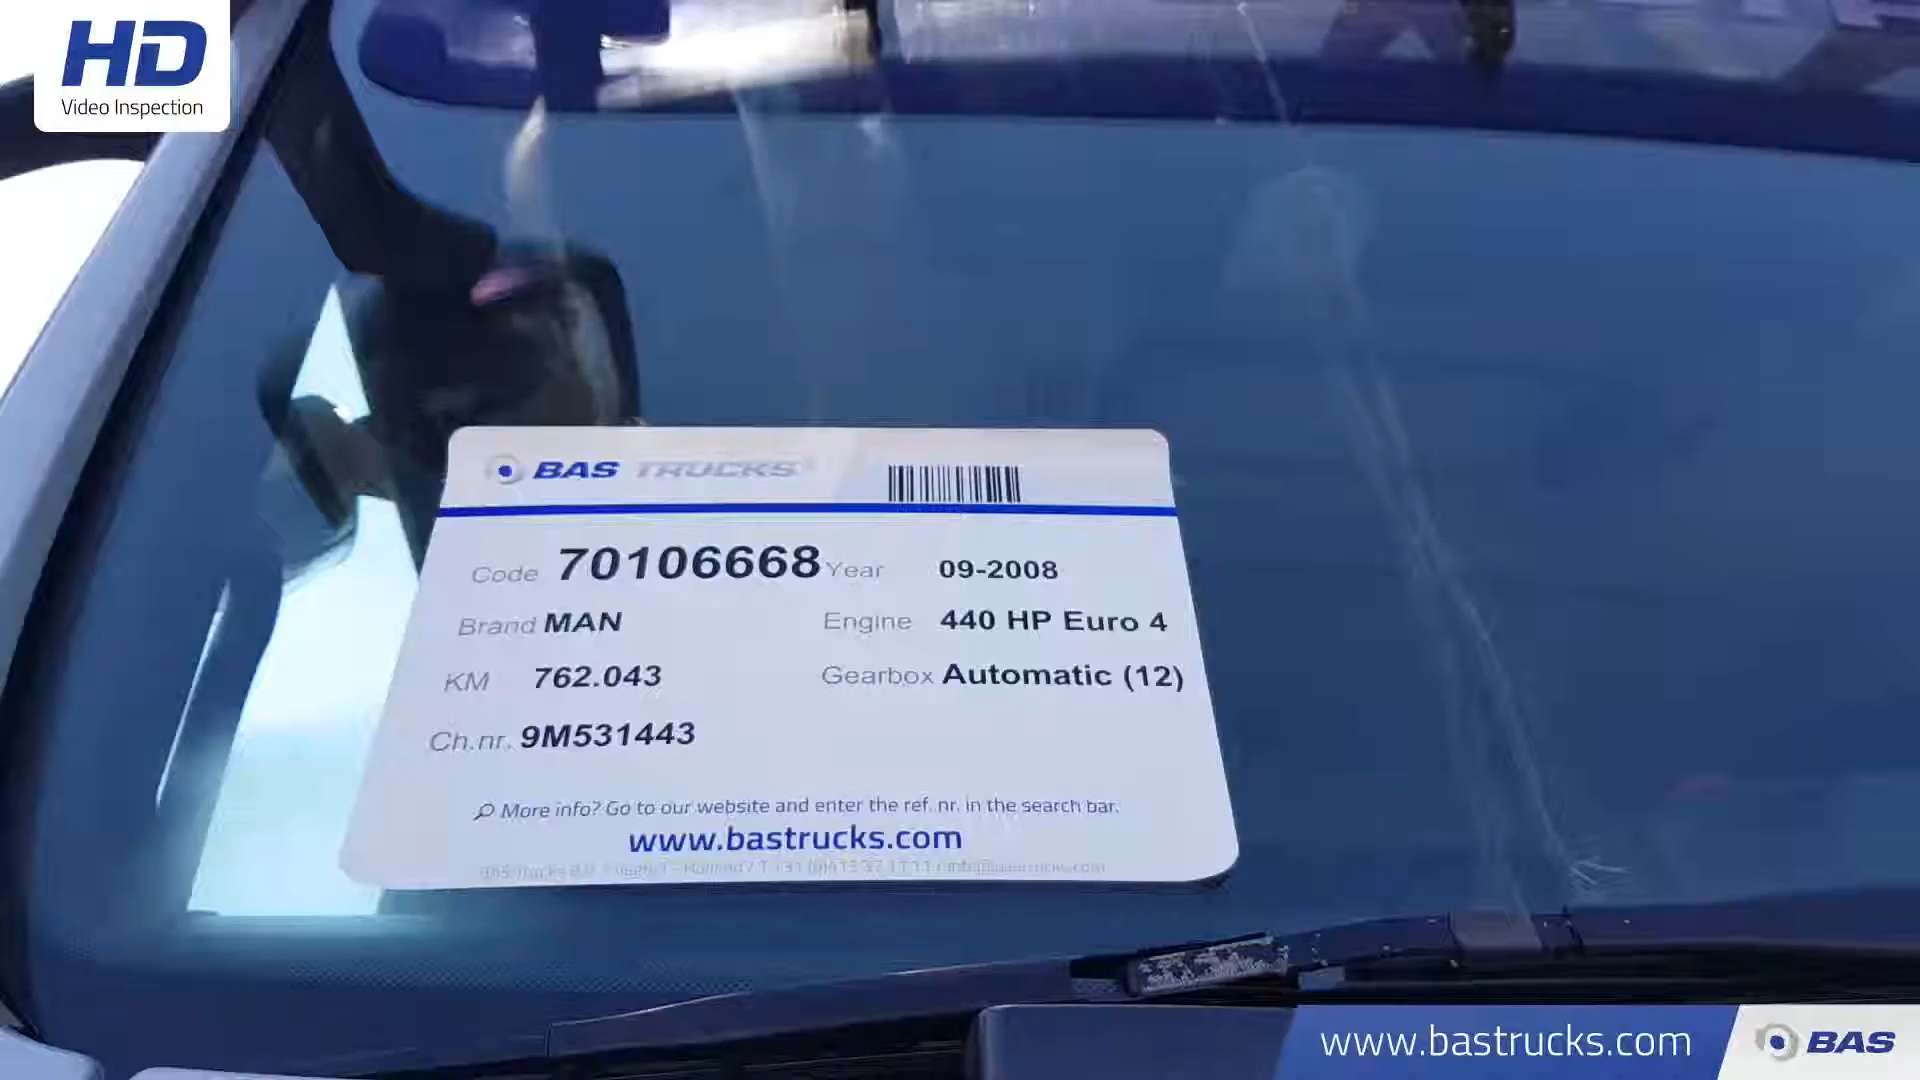 HD
Video Inspection
BAS TRUCKS
Code 70106668 Year 09-2008
Brand MAN Engine 440 HP Euro 4
KM 762.043 Gearbox Automatic (12)
Ch.nr. 9M531443
More info? Go to our website and enter the ref. nr. in the search bar.
www.bastrucks.com
www.bastrucks.com
BAS